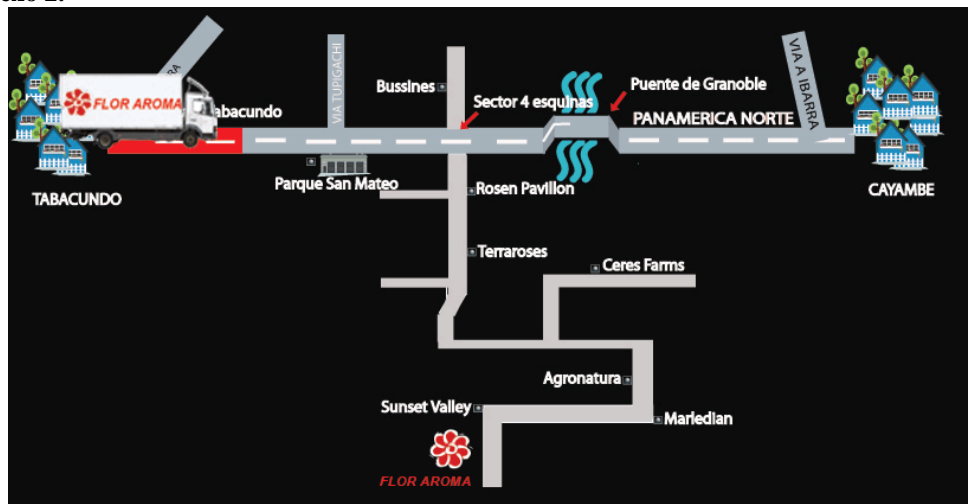 FLOR AROMA
Tabacundo
TABACUNDO
VIA TUPIGACHI
Parque San Mateo
Bussines
Sector 4 esquinas
Puente de Granoble
PANAMERICA NORTE
VIA A IBARRA
CAYAMBE
Rosen Pavillon
Terraroses
Ceres Farms
Agronatura
Sunset Valley
Marledian
FLOR AROMA